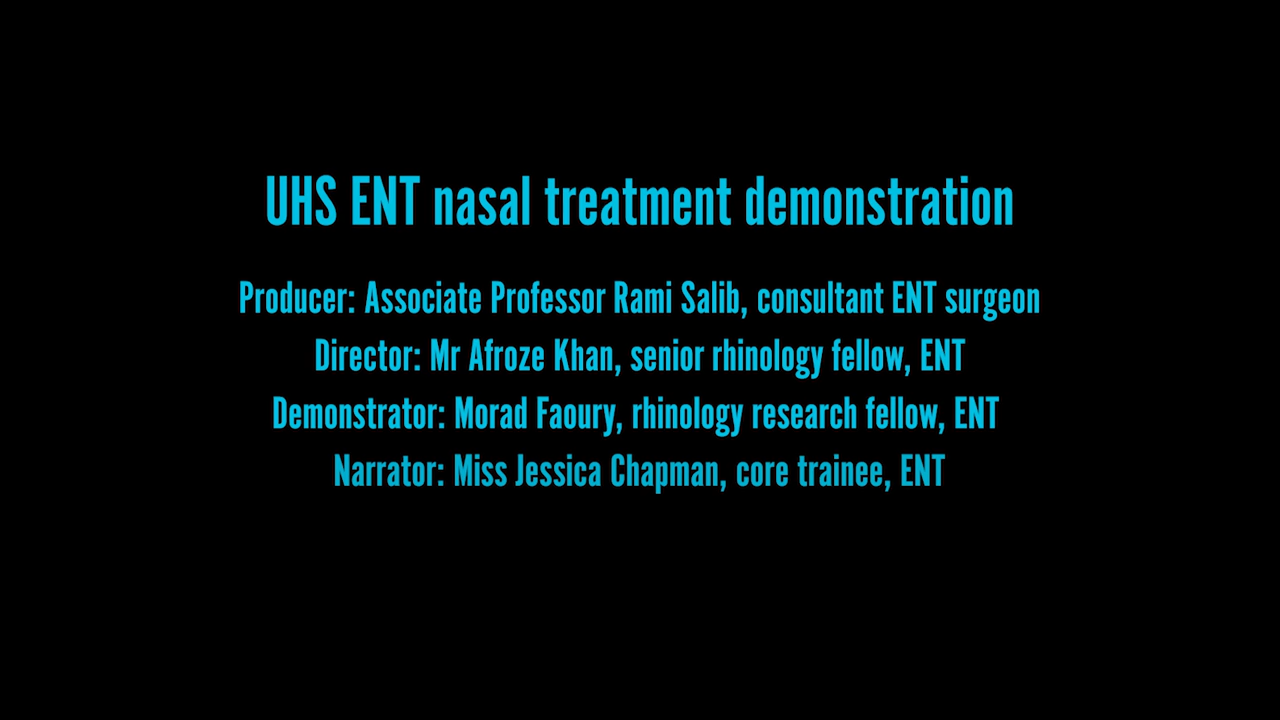 UHS ENT nasal treatment demonstration
Producer: Associate Professor Rami Salib, consultant ENT surgeon
Director: Mr Afroze Khan, senior rhinology fellow, ENT
Demonstrator: Morad Faoury, rhinology research fellow, ENT
Narrator: Miss Jessica Chapman, core trainee, ENT